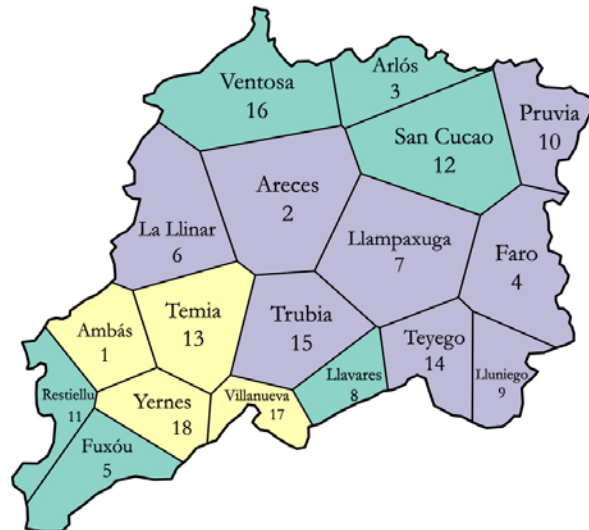 Ventosa
16
Arlós
3
Pruvia
10
San Cucao
12
Areces
2
La Llinar
6
Llampaxuga
7
Faro
4
Temia
13
Trubia
15
Ambás
1
Teyego
14
Lluniego
9
Llavares
8
Restiellu
11
Yernes
18
Villanueva
17
Fuxóu
5